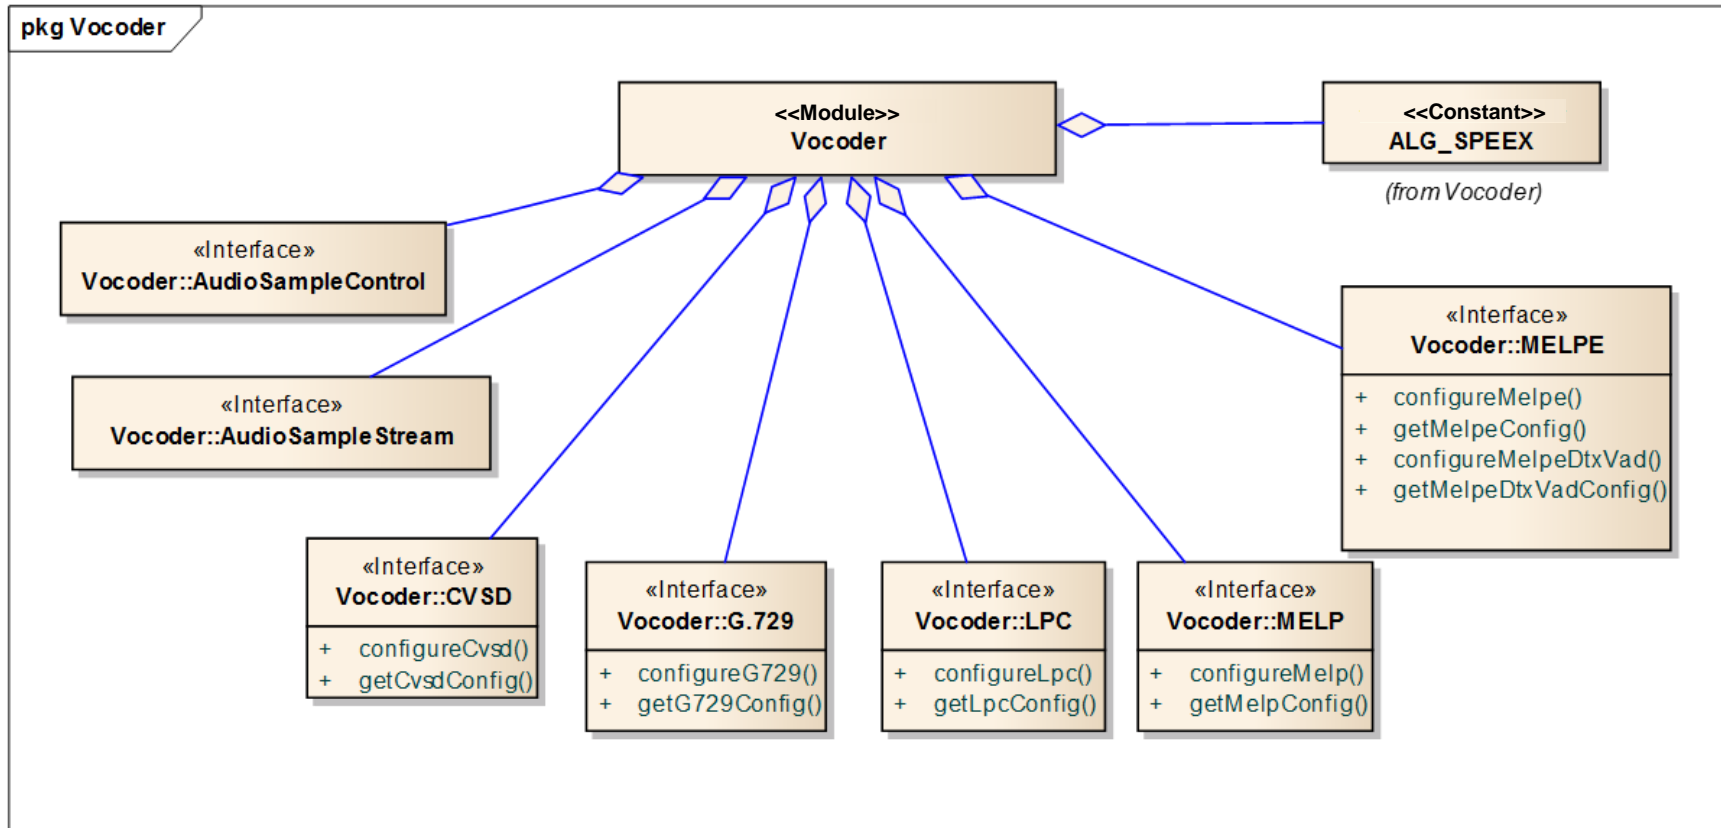 pkg Vocoder
<<Module>>
Vocoder
<<Constant>>
ALG_SPEEX
(from Vocoder)
«Interface»
Vocoder::AudioSampleControl
«Interface»
Vocoder::AudioSampleStream
«Interface»
Vocoder::MELPE
+ configureMelpe()
+ getMelpeConfig()
+ configureMelpeDtxVad()
+ getMelpeDtxVadConfig()
«Interface»
Vocoder::CVSD
+ configureCvsd()
+ getCvsdConfig()
«Interface»
Vocoder::G.729
+ configureG729()
+ getG729Config()
«Interface»
Vocoder::LPC
+ configureLpc()
+ getLpcConfig()
«Interface»
Vocoder::MELP
+ configureMelp()
+ getMelpConfig()